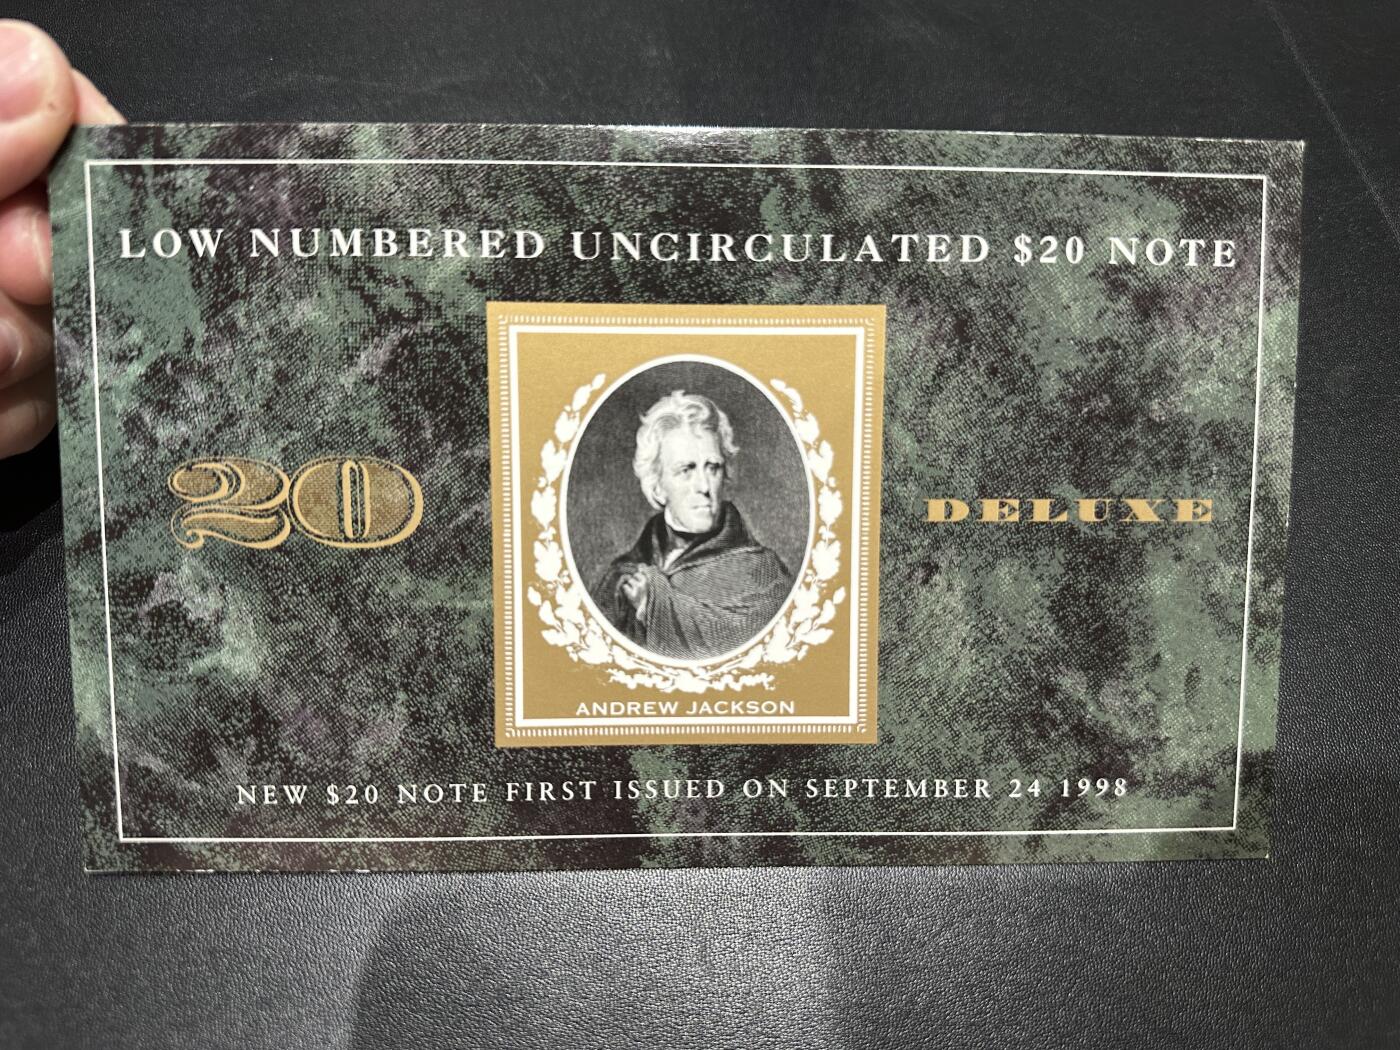 LOW NUMBERED UNCIRCULATED $20 NOTE
20
DELUXE
ANDREW JACKSON
NEW $20 NOTE FIRST ISSUED ON SEPTEMBER 24 1998